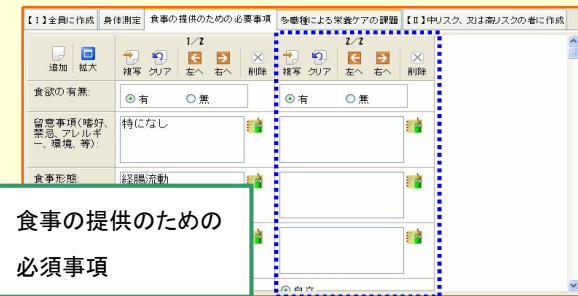 【Ⅰ】全員に作成 身体測定 食事の提供のための必要事項 多職種による栄養ケアの課題 【Ⅱ】中リスク、又は高リスクの者に作成
1/2 2/2
追加 拡大 複写 クリア 左へ 右へ 削除 複写 クリア 左へ 右へ 削除
食欲の有無: 有 無 有 無
留意事項(嗜好、 特になし
禁忌、アレルギ
ー、環境、等):
食事形態: 経腸流動
食事の提供のための
必須事項